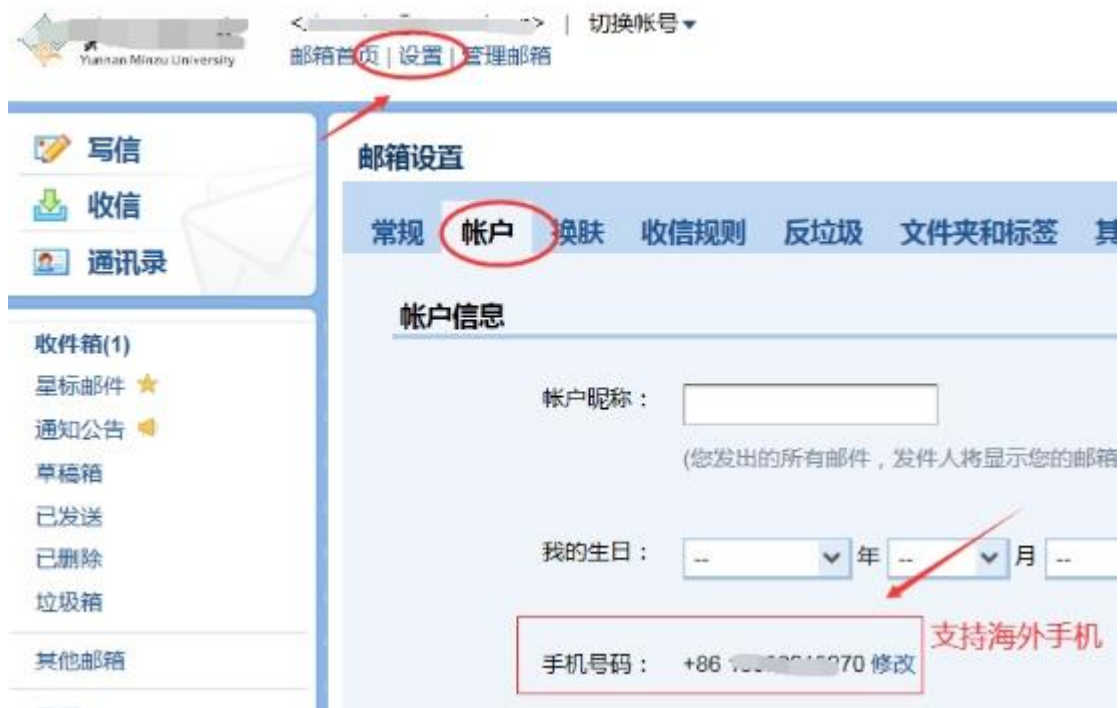 切换帐号
Yunnan Minzu University
邮箱首页 | 设置 | 管理邮箱
写信
收信
通讯录
邮箱设置
常规 帐户 换肤 收信规则 反垃圾 文件夹和标签
帐户信息
收件箱(1)
星标邮件
通知公告
草稿箱
已发送
已删除
垃圾箱
其他邮箱
帐户昵称：
(您发出的所有邮件，发件人将显示您的邮箱
我的生日： -- 年 -- 月 --
手机号码： +86 70 修改
支持海外手机